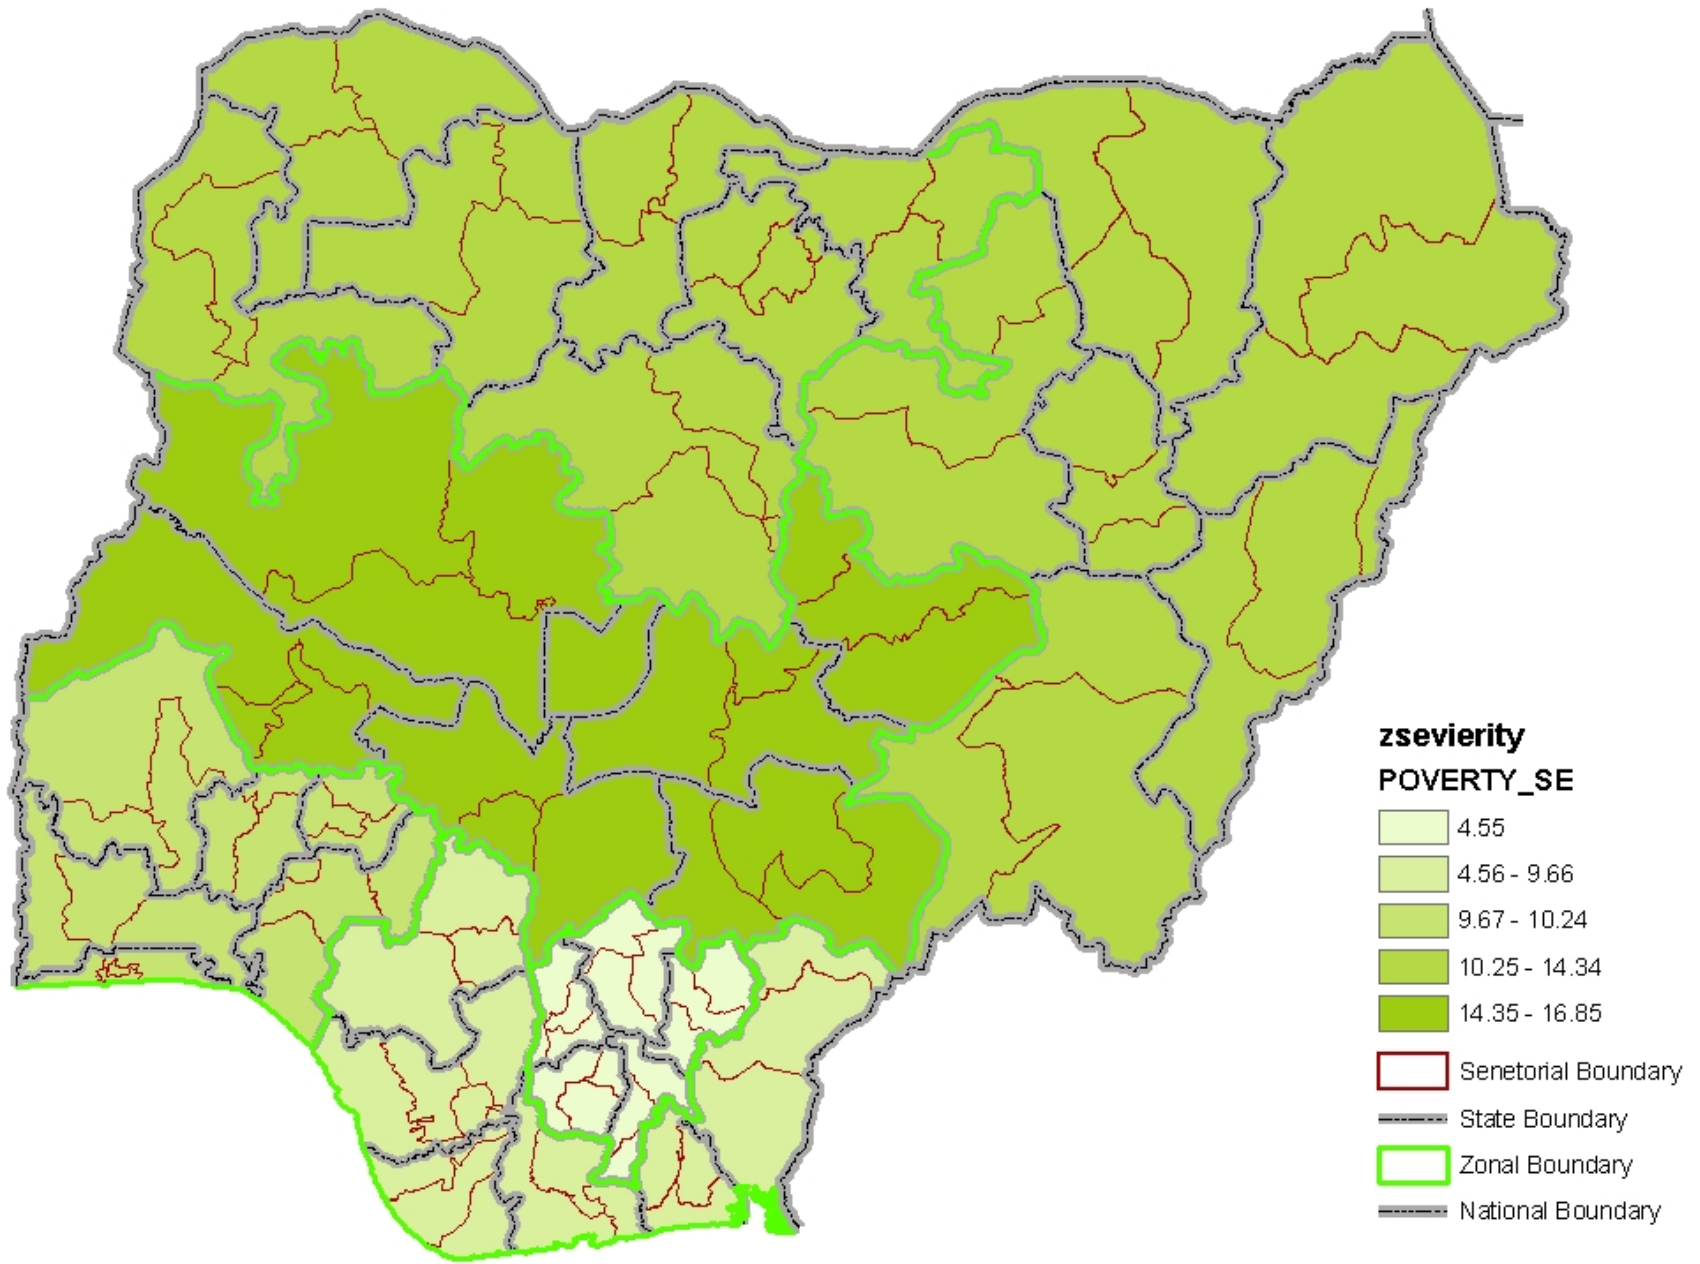 zsevierity
POVERTY_SE
4.55
4.56 - 9.66
9.67 - 10.24
10.25 - 14.34
14.35 - 16.85
Senetorial Boundary
State Boundary
Zonal Boundary
National Boundary